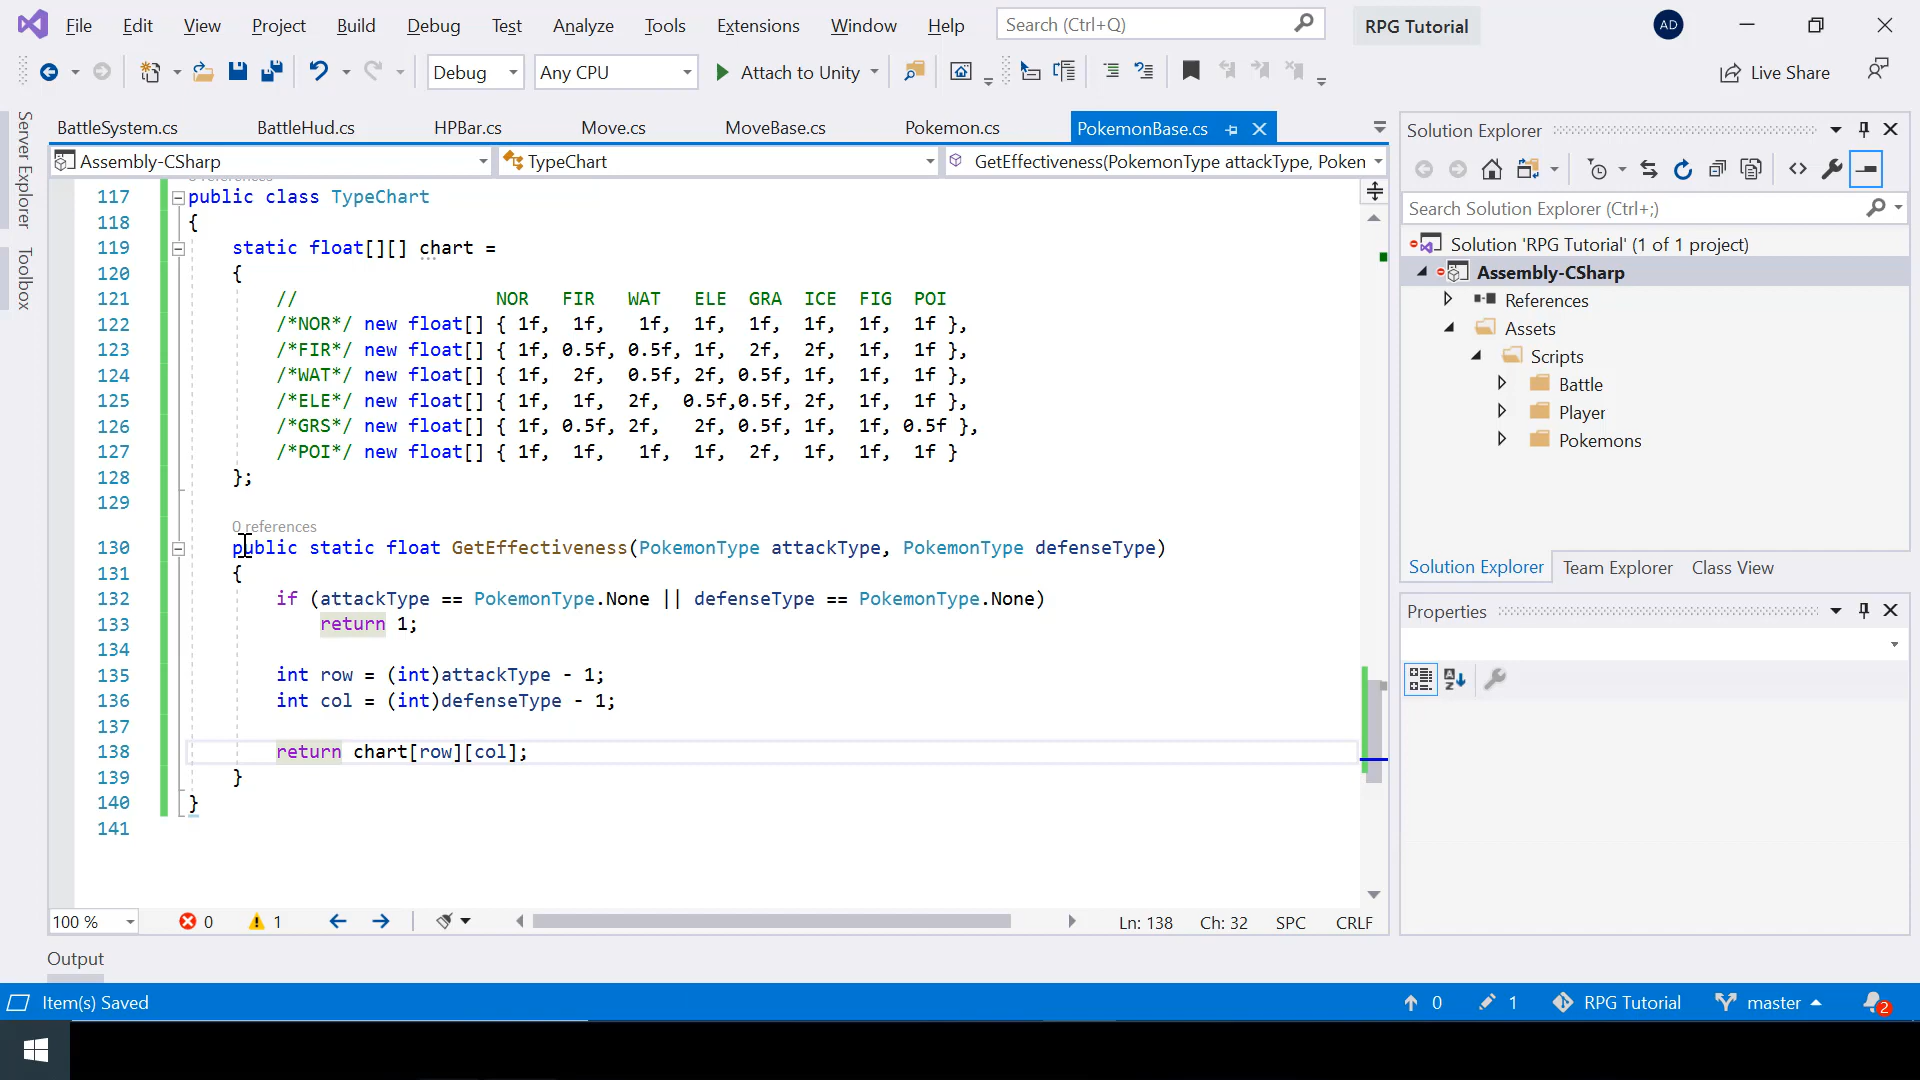 File Edit View Project Build Debug Test Analyze Tools Extensions Window Help Search (Ctrl+Q) RPG Tutorial AD
Debug Any CPU Attach to Unity Live Share
Server Explorer
Toolbox
BattleSystem.cs BattleHud.cs HPBar.cs Move.cs MoveBase.cs Pokemon.cs PokemonBase.cs
Assembly-CSharp TypeChart GetEffectiveness(PokemonType attackType, Poken
117 public class TypeChart
118 {
119 static float[][] chart =
120 {
121 // NOR FIR WAT ELE GRA ICE FIG POI
122 /*NOR*/ new float[] { 1f, 1f, 1f, 1f, 1f, 1f, 1f, 1f },
123 /*FIR*/ new float[] { 1f, 0.5f, 0.5f, 1f, 2f, 2f, 1f, 1f },
124 /*WAT*/ new float[] { 1f, 2f, 0.5f, 2f, 0.5f, 1f, 1f, 1f },
125 /*ELE*/ new float[] { 1f, 1f, 2f, 0.5f,0.5f, 2f, 1f, 1f },
126 /*GRS*/ new float[] { 1f, 0.5f, 2f, 2f, 0.5f, 1f, 1f, 0.5f },
127 /*POI*/ new float[] { 1f, 1f, 1f, 1f, 2f, 1f, 1f, 1f }
128 };
129
0 references
130 public static float GetEffectiveness(PokemonType attackType, PokemonType defenseType)
131 {
132 if (attackType == PokemonType.None || defenseType == PokemonType.None)
133 return 1;
134
135 int row = (int)attackType - 1;
136 int col = (int)defenseType - 1;
137
138 return chart[row][col];
139 }
140 }
141
100 % 0 1 Ln: 138 Ch: 32 SPC CRLF
Output
Solution Explorer
Search Solution Explorer (Ctrl+;)
Solution 'RPG Tutorial' (1 of 1 project)
Assembly-CSharp
References
Assets
Scripts
Battle
Player
Pokemons
Solution Explorer Team Explorer Class View
Properties
Item(s) Saved 0 1 RPG Tutorial master 2